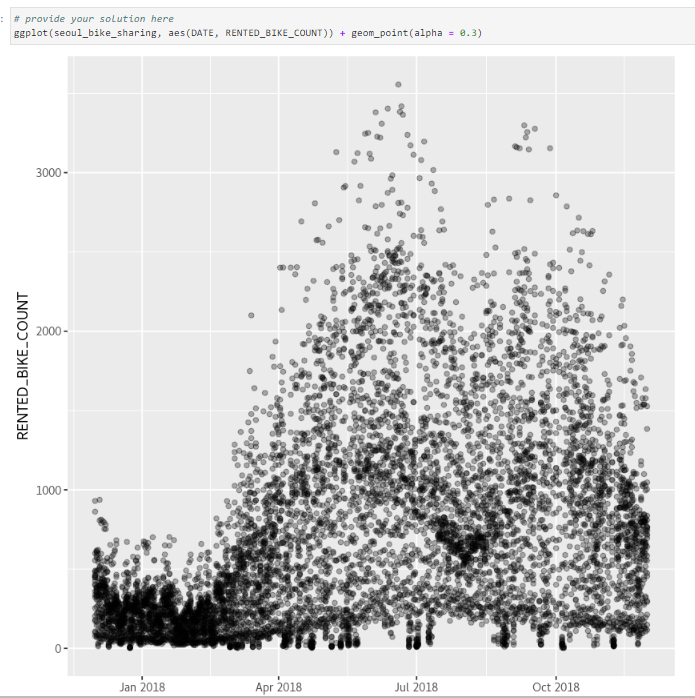 :
# provide your solution here
ggplot(seoul_bike_sharing, aes(DATE, RENTED_BIKE_COUNT)) + geom_point(alpha = 0.3)
3000
2000
1000
0
RENTED_BIKE_COUNT
Jan 2018 Apr 2018 Jul 2018 Oct 2018